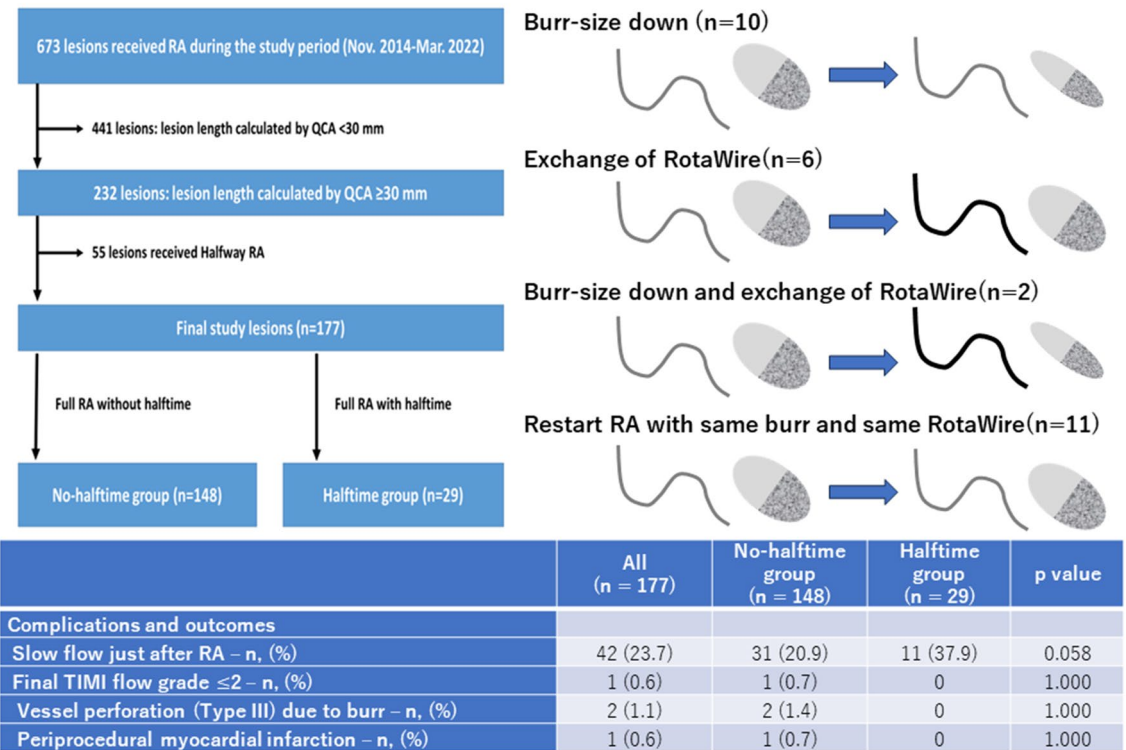 673 lesions received RA during the study period (Nov. 2014-Mar. 2022)
441 lesions: lesion length calculated by QCA <30 mm
232 lesions: lesion length calculated by QCA ≥30 mm
55 lesions received Halfway RA
Final study lesions (n=177)
Full RA without halftime
Full RA with halftime
No-halftime group (n=148)
Halftime group (n=29)
Burr-size down (n=10)
Exchange of RotaWire(n=6)
Burr-size down and exchange of RotaWire(n=2)
Restart RA with same burr and same RotaWire(n=11)
All
(n = 177)
No-halftime
group
(n = 148)
Halftime
group
(n = 29)
p value
Complications and outcomes
Slow flow just after RA – n, (%) 42 (23.7) 31 (20.9) 11 (37.9) 0.058
Final TIMI flow grade ≤2 – n, (%) 1 (0.6) 1 (0.7) 0 1.000
Vessel perforation (Type III) due to burr – n, (%) 2 (1.1) 2 (1.4) 0 1.000
Periprocedural myocardial infarction – n, (%) 1 (0.6) 1 (0.7) 0 1.000